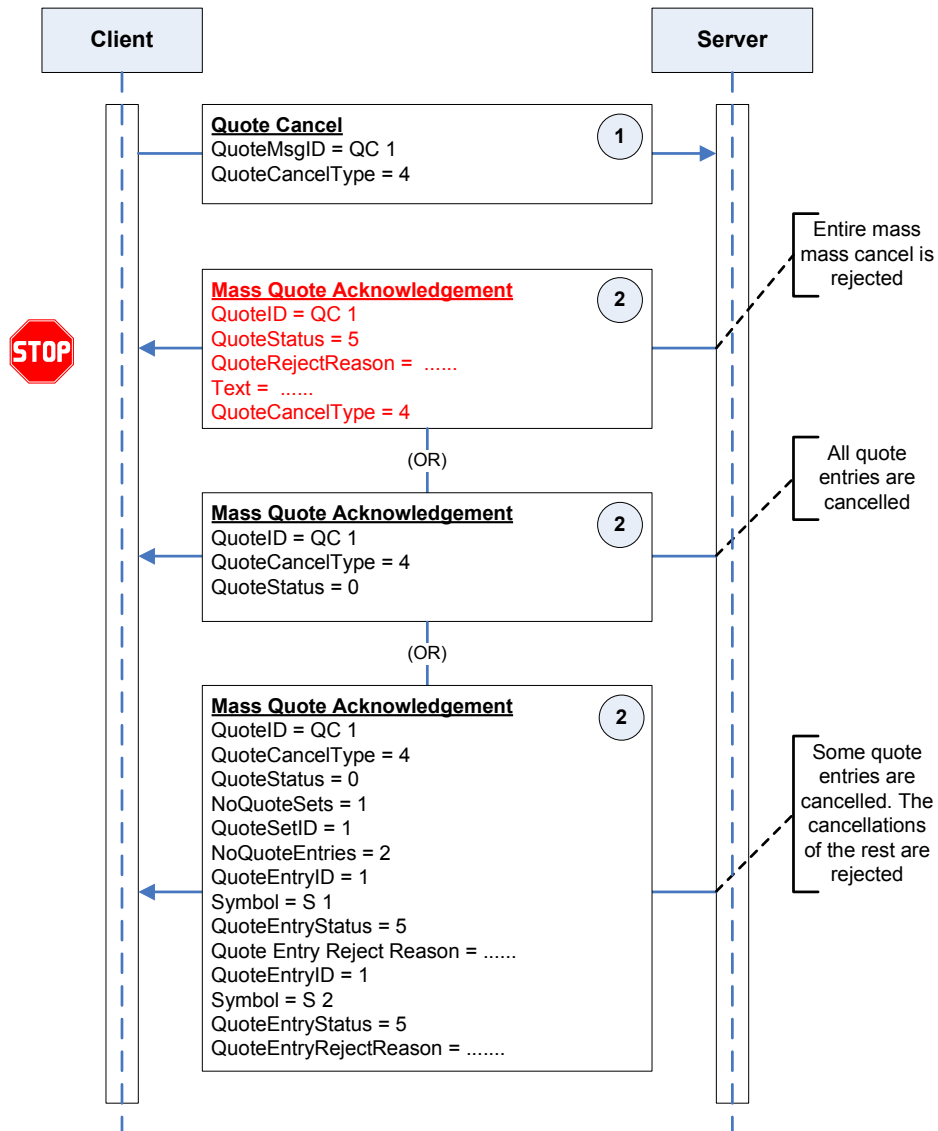 Client
Server
Quote Cancel
1
QuoteMsgID = QC 1
QuoteCancelType = 4
Entire mass
mass cancel is
rejected
Mass Quote Acknowledgement
2
QuoteID = QC 1
QuoteStatus = 5
QuoteRejectReason = ......
Text = ......
QuoteCancelType = 4
STOP
(OR)
All quote
entries are
cancelled
Mass Quote Acknowledgement
2
QuoteID = QC 1
QuoteCancelType = 4
QuoteStatus = 0
(OR)
Mass Quote Acknowledgement
2
QuoteID = QC 1
QuoteCancelType = 4
QuoteStatus = 0
NoQuoteSets = 1
QuoteSetID = 1
NoQuoteEntries = 2
QuoteEntryID = 1
Symbol = S 1
QuoteEntryStatus = 5
Quote Entry Reject Reason = ......
QuoteEntryID = 1
Symbol = S 2
QuoteEntryStatus = 5
QuoteEntryRejectReason = .......
Some quote
entries are
cancelled. The
cancellations
of the rest are
rejected